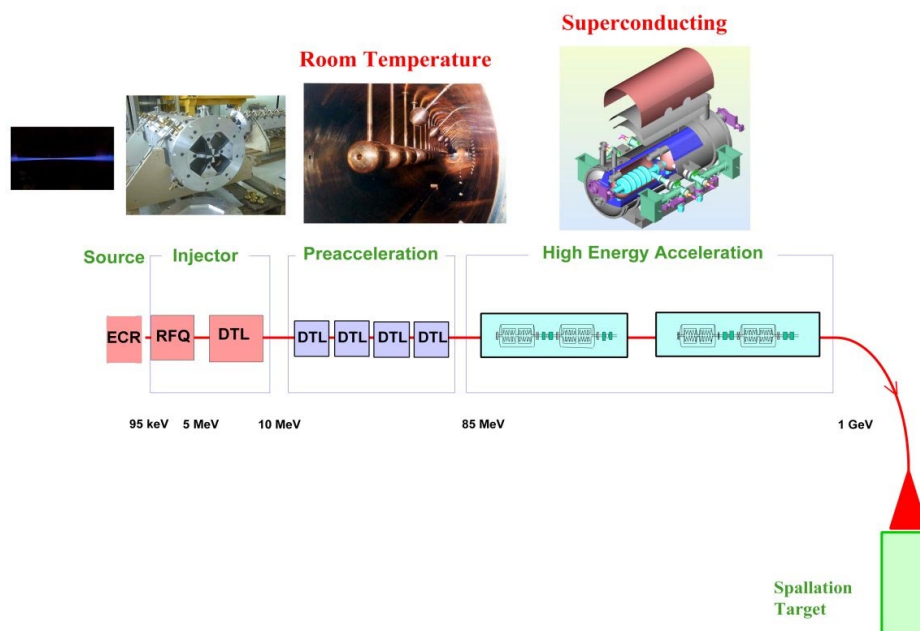 Superconducting
Room Temperature
Source
Injector
Preacceleration
High Energy Acceleration
ECR
RFQ
DTL
DTL
DTL
DTL
DTL
95 keV
5 MeV
10 MeV
85 MeV
1 GeV
Spallation
Target